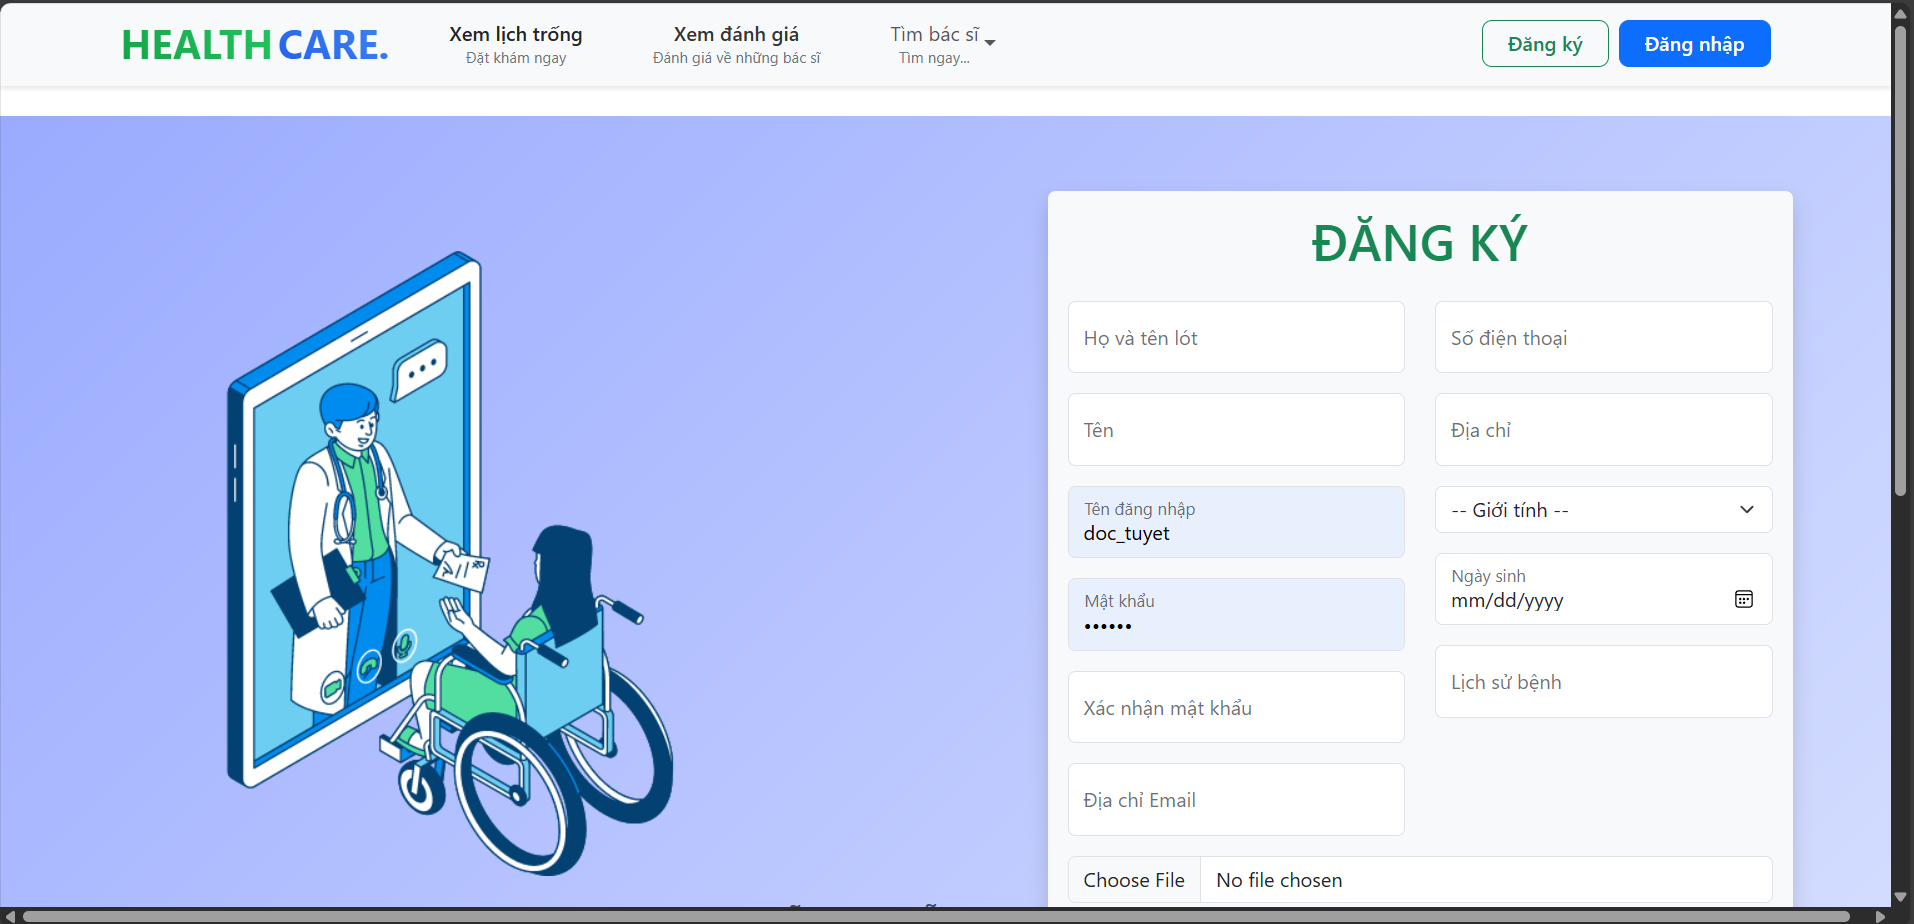 HEALTH CARE.
Xem lịch trống
Đặt khám ngay
Xem đánh giá
Đánh giá về những bác sĩ
Tìm bác sĩ
Tìm ngay...
Đăng ký
Đăng nhập
ĐĂNG KÝ
Họ và tên lót
Số điện thoại
Tên
Địa chỉ
Tên đăng nhập
doc_tuyet
-- Giới tính --
Mật khẩu
••••••
Ngày sinh
mm/dd/yyyy
Xác nhận mật khẩu
Lịch sử bệnh
Địa chỉ Email
Choose File No file chosen